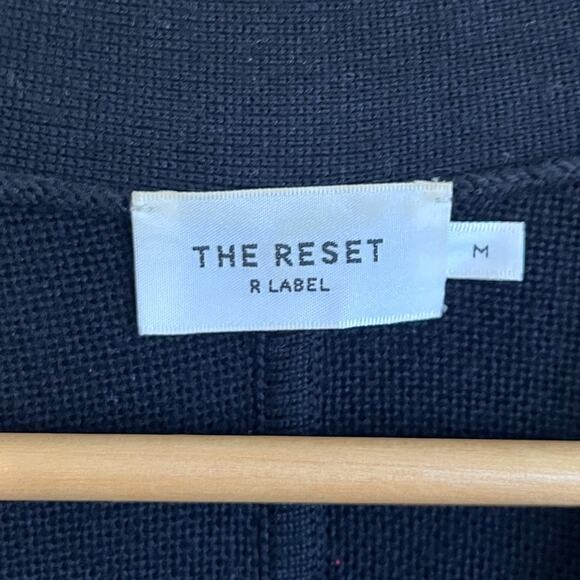 THE RESET
R LABEL
M